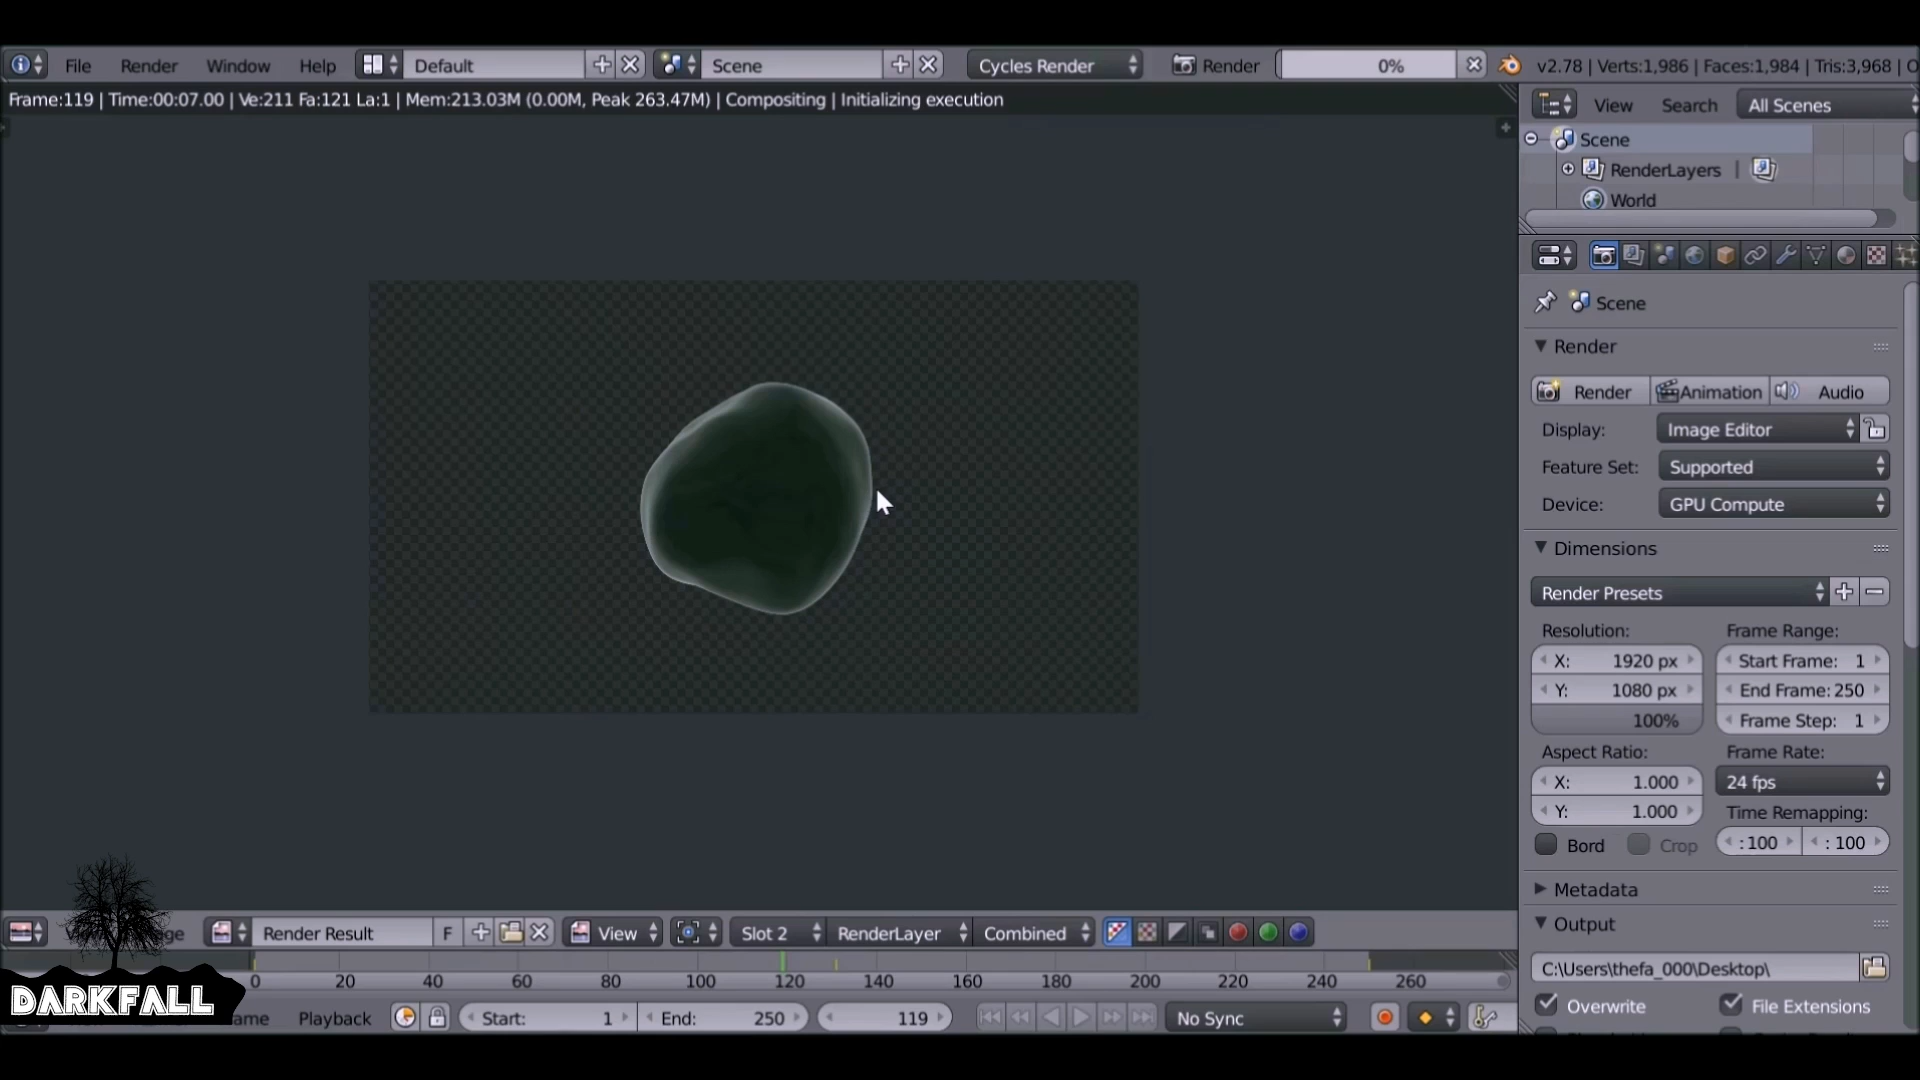 File Render Window Help Default Scene Cycles Render Render 0% v2.78 | Verts:1,986 | Faces:1,984 | Tris:3,968 | O
Frame:119 | Time:00:07.00 | Ve:211 Fa:121 La:1 | Mem:213.03M (0.00M, Peak 263.47M) | Compositing | Initializing execution
View Search All Scenes
Scene
RenderLayers
World
Scene
Render
Render Animation Audio
Display: Image Editor
Feature Set: Supported
Device: GPU Compute
Dimensions
Render Presets
Resolution: Frame Range:
X: 1920 px Start Frame: 1
Y: 1080 px End Frame: 250
100% Frame Step: 1
Aspect Ratio: Frame Rate:
X: 1.000 24 fps
Y: 1.000 Time Remapping:
Bord Crop : 100 : 100
Metadata
Output
C:\Users\thefa_000\Desktop\
Overwrite File Extensions
Render Result F View Slot 2 RenderLayer Combined
0 20 40 60 80 100 120 140 160 180 200 220 240 260
Playback Start: 1 End: 250 119 No Sync
DARKFALL